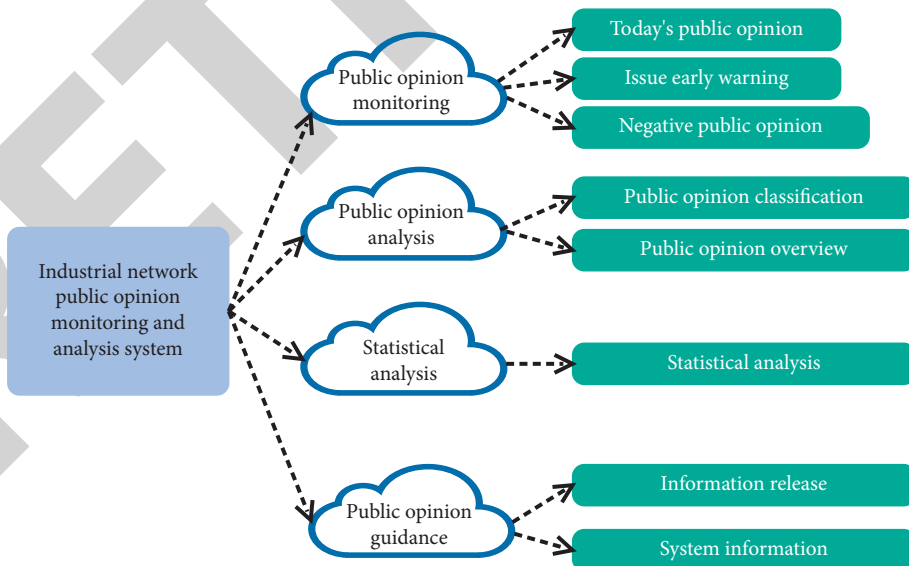 Industrial network
public opinion
monitoring and
analysis system
Public opinion
monitoring
Today's public opinion
Issue early warning
Negative public opinion
Public opinion
analysis
Public opinion classification
Public opinion overview
Statistical
analysis
Statistical analysis
Public opinion
guidance
Information release
System information